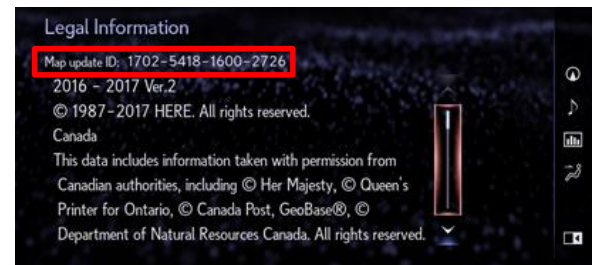 Legal Information
Map update ID: 1702-5418-1600-2726
2016 - 2017 Ver.2
© 1987-2017 HERE. All rights reserved.
Canada
This data includes information taken with permission from
Canadian authorities, including © Her Majesty, © Queen's
Printer for Ontario, © Canada Post, GeoBase®, ©
Department of Natural Resources Canada. All rights reserved.